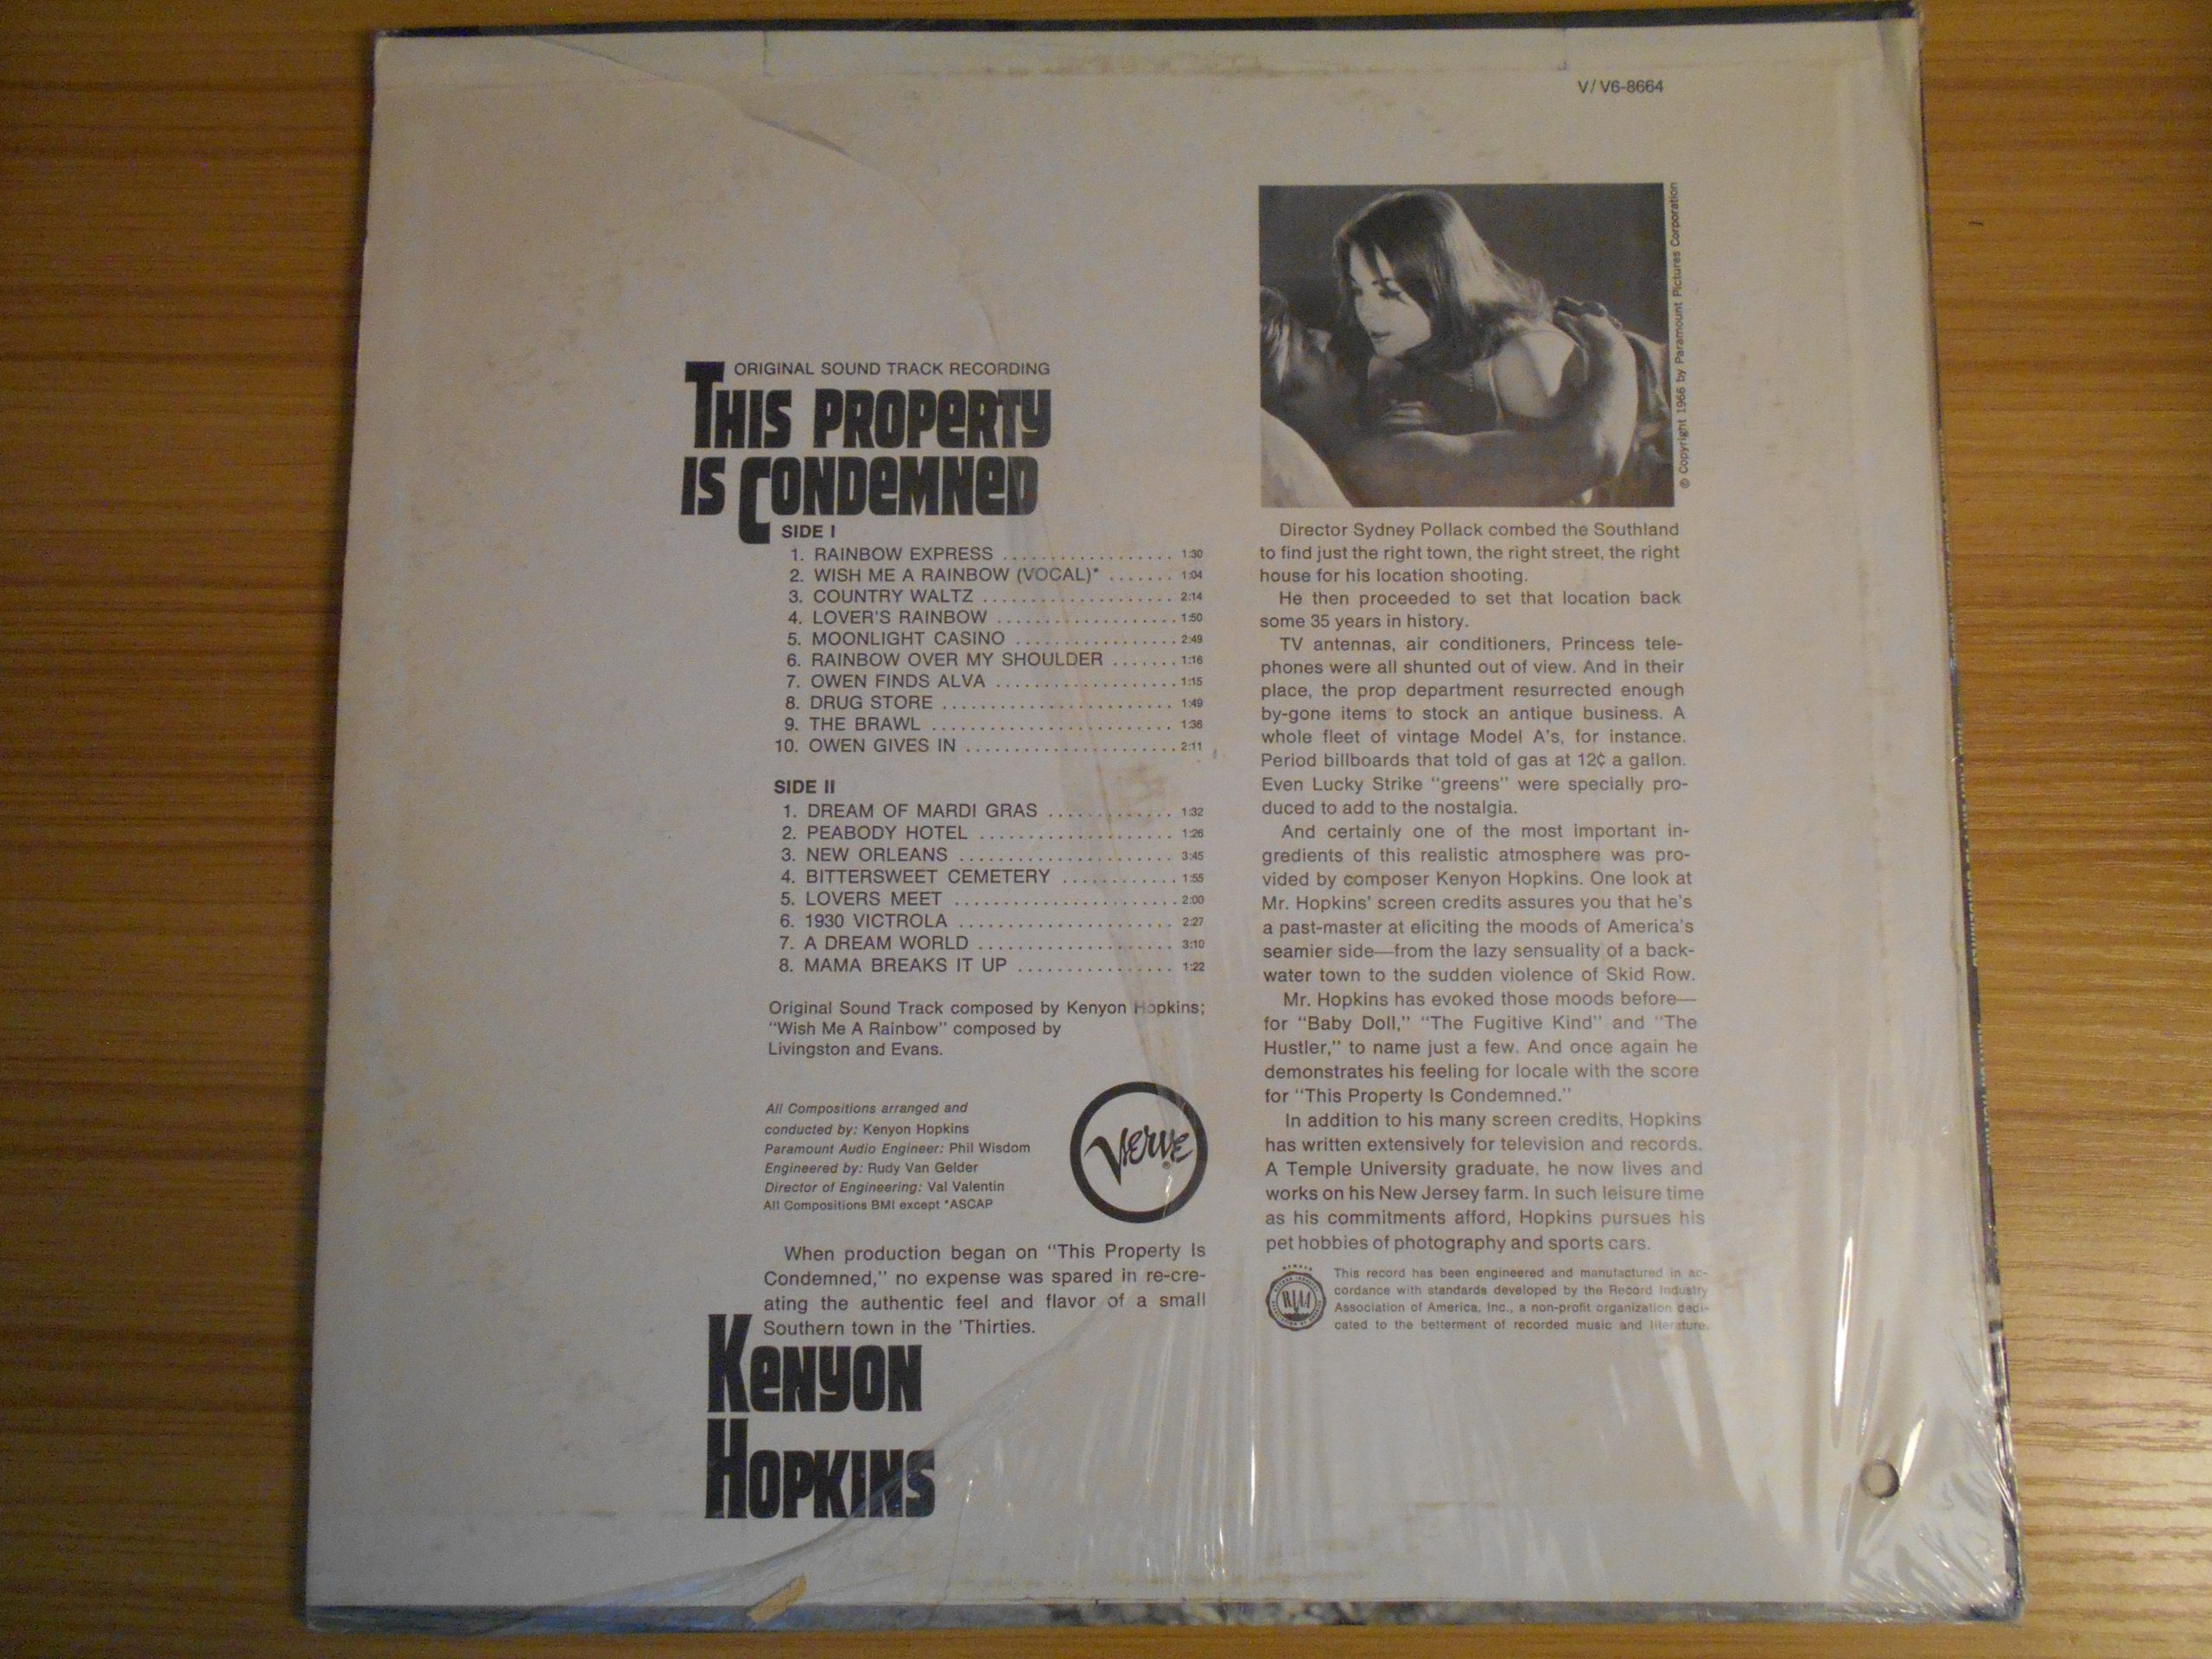 V/V6-8664
ORIGINAL SOUND TRACK RECORDING
THIS PROPERTY
IS CONDEMNED
SIDE I
1. RAINBOW EXPRESS .................. 1:30
2. WISH ME A RAINBOW (VOCAL)* ....... 1:04
3. COUNTRY WALTZ .................... 2:14
4. LOVER'S RAINBOW ................... 1:50
5. MOONLIGHT CASINO ................. 2:49
6. RAINBOW OVER MY SHOULDER ....... 1:16
7. OWEN FINDS ALVA ................... 1:15
8. DRUG STORE ........................ 1:49
9. THE BRAWL ......................... 1:36
10. OWEN GIVES IN ...................... 2:11
SIDE II
1. DREAM OF MARDI GRAS ............. 1:32
2. PEABODY HOTEL .................... 1:26
3. NEW ORLEANS ...................... 3:45
4. BITTERSWEET CEMETERY ............ 1:55
5. LOVERS MEET ....................... 2:00
6. 1930 VICTROLA ...................... 2:27
7. A DREAM WORLD .................... 3:10
8. MAMA BREAKS IT UP ................ 1:22
Original Sound Track composed by Kenyon Hopkins;
"Wish Me A Rainbow" composed by
Livingston and Evans.
All Compositions arranged and
conducted by: Kenyon Hopkins
Paramount Audio Engineer: Phil Wisdom
Engineered by: Rudy Van Gelder
Director of Engineering: Val Valentin
All Compositions BMI except *ASCAP
VERVE
When production began on "This Property Is
Condemned," no expense was spared in re-cre-
ating the authentic feel and flavor of a small
Southern town in the 'Thirties.
KENYON
HOPKINS
© Copyright 1966 by Paramount Pictures Corporation
Director Sydney Pollack combed the Southland
to find just the right town, the right street, the right
house for his location shooting.
He then proceeded to set that location back
some 35 years in history.
TV antennas, air conditioners, Princess tele-
phones were all shunted out of view. And in their
place, the prop department resurrected enough
by-gone items to stock an antique business. A
whole fleet of vintage Model A's, for instance.
Period billboards that told of gas at 12¢ a gallon.
Even Lucky Strike "greens" were specially pro-
duced to add to the nostalgia.
And certainly one of the most important in-
gredients of this realistic atmosphere was pro-
vided by composer Kenyon Hopkins. One look at
Mr. Hopkins' screen credits assures you that he's
a past-master at eliciting the moods of America's
seamier side—from the lazy sensuality of a back-
water town to the sudden violence of Skid Row.
Mr. Hopkins has evoked those moods before—
for "Baby Doll," "The Fugitive Kind" and "The
Hustler," to name just a few. And once again he
demonstrates his feeling for locale with the score
for "This Property Is Condemned."
In addition to his many screen credits, Hopkins
has written extensively for television and records.
A Temple University graduate, he now lives and
works on his New Jersey farm. In such leisure time
as his commitments afford, Hopkins pursues his
pet hobbies of photography and sports cars.
RIAA
This record has been engineered and manufactured in ac-
cordance with standards developed by the Record Industry
Association of America, Inc., a non-profit organization dedi-
cated to the betterment of recorded music and literature.